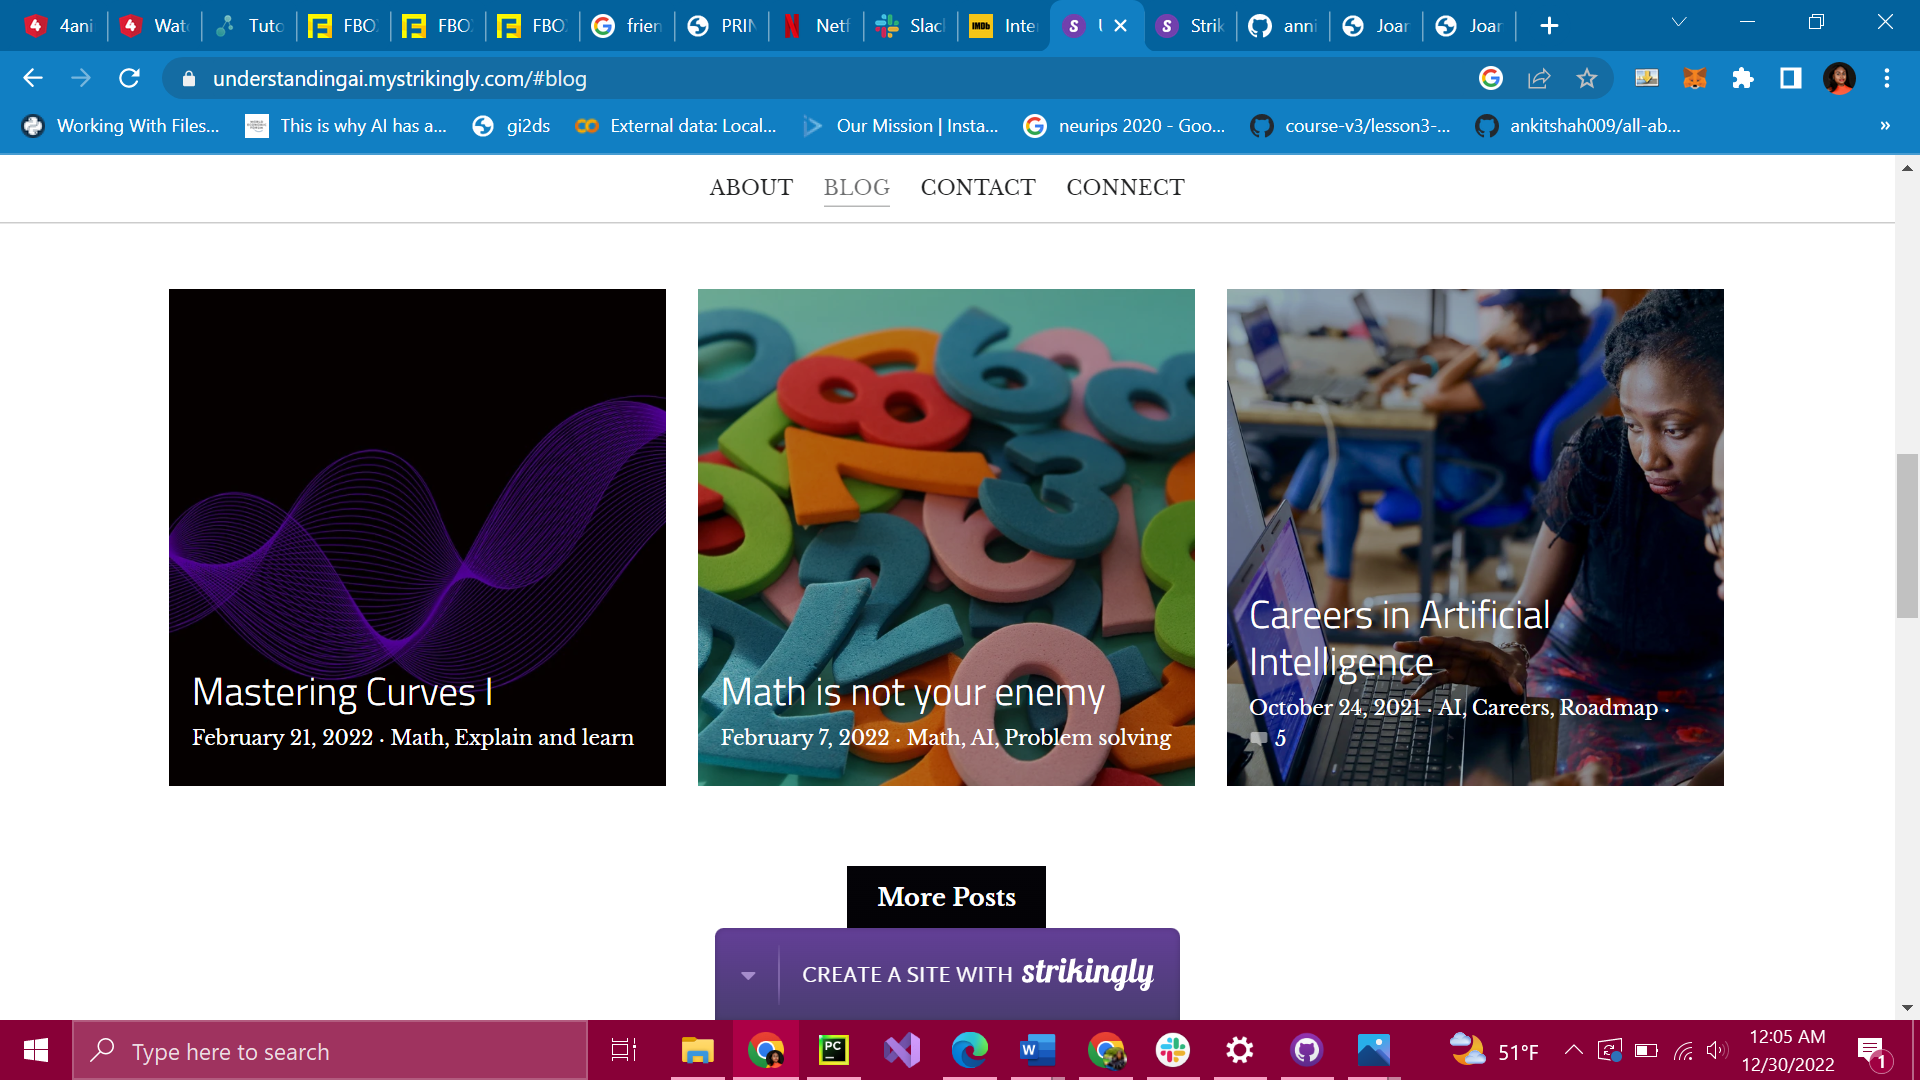 4ani
Wat
Tuto
FBO
FBO
FBO
frien
PRIN
Netf
Slac
IMDb
Inte
Strik
anni
Joar
Joar
understandingai.mystrikingly.com/#blog
Working With Files...
This is why AI has a...
gi2ds
External data: Local...
Our Mission | Insta...
neurips 2020 - Goo...
course-v3/lesson3-...
ankitshah009/all-ab...
»
ABOUT BLOG CONTACT CONNECT
Mastering Curves I
February 21, 2022 · Math, Explain and learn
Math is not your enemy
February 7, 2022 · Math, AI, Problem solving
Careers in Artificial
Intelligence
October 24, 2021 · AI, Careers, Roadmap ·
5
More Posts
CREATE A SITE WITH strikingly
Type here to search
51°F
12:05 AM
12/30/2022
1